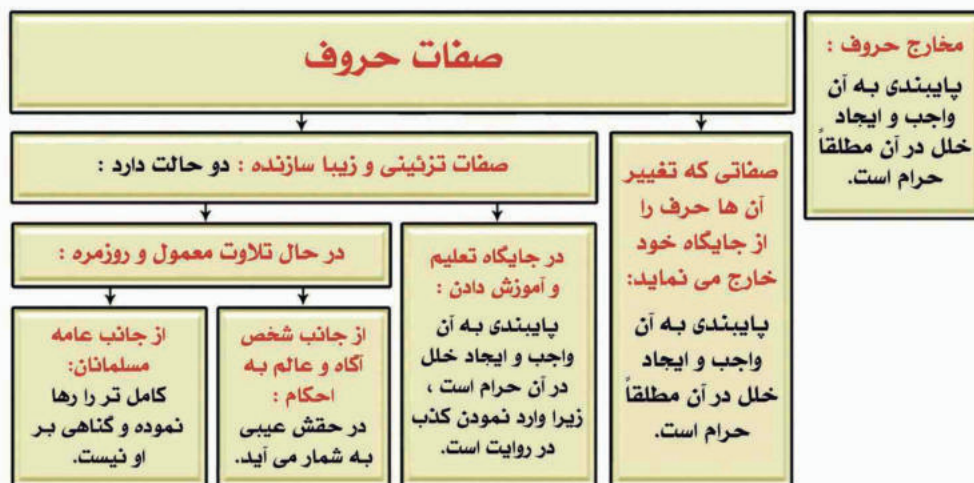 مخارج حروف :
پایبندی به آن
واجب و ایجاد
خلل در آن مطلقاً
حرام است.
صفات حروف
صفاتی که تغییر
آن ها حرف را
از جایگاه خود
خارج می نماید:
پایبندی به آن
واجب و ایجاد
خلل در آن مطلقاً
حرام است.
صفات تزئینی و زیبا سازنده : دو حالت دارد :
در جایگاه تعلیم
و آموزش دادن :
پایبندی به آن
واجب و ایجاد خلل
در آن حرام است ،
زیرا وارد نمودن کذب
در روایت است.
در حال تلاوت معمول و روزمره :
از جانب شخص
آگاه و عالم به
احکام :
در حقش عیبی
به شمار می آید.
از جانب عامه
مسلمانان:
کامل تر را رها
نموده و گناهی بر
او نیست.